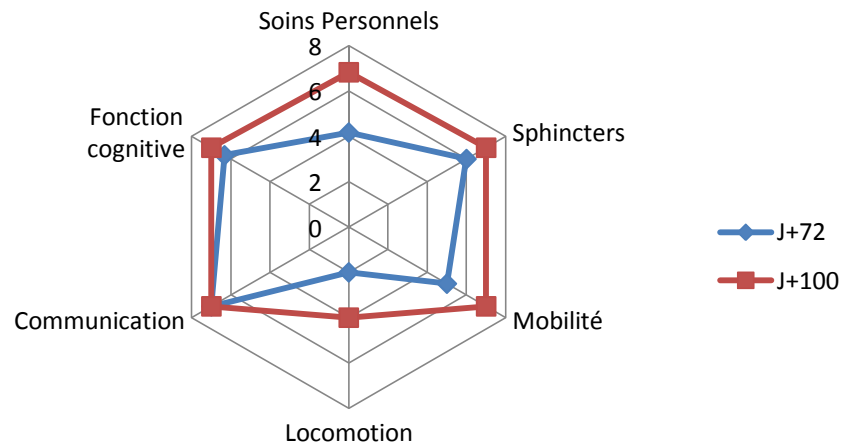 Soins Personnels
8
6
4
2
0
Fonction
cognitive
Sphincters
Communication
Mobilité
Locomotion
J+72
J+100